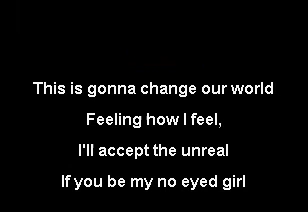 This is gonna change our world
Feeling how I feel,
I'll accept the unreal
If you be my no eyed girl